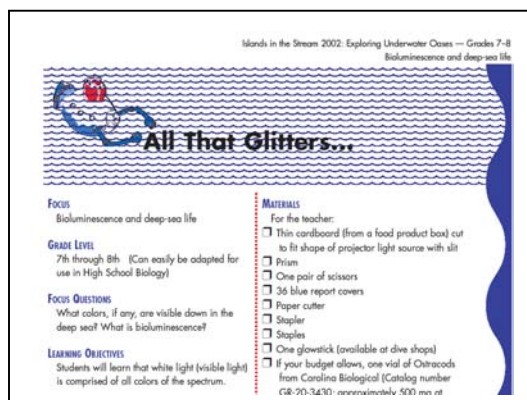 Islands in the Stream 2002: Exploring Underwater Oases — Grades 7–8
Bioluminescence and deep-sea life
All That Glitters...
FOCUS
Bioluminescence and deep-sea life
GRADE LEVEL
7th through 8th (Can easily be adapted for
use in High School Biology)
FOCUS QUESTIONS
What colors, if any, are visible down in the
deep sea? What is bioluminescence?
LEARNING OBJECTIVES
Students will learn that white light (visible light)
is comprised of all colors of the spectrum.
MATERIALS
For the teacher:
❒ Thin cardboard (from a food product box) cut
to fit shape of projector light source with slit
❒ Prism
❒ One pair of scissors
❒ 36 blue report covers
❒ Paper cutter
❒ Stapler
❒ Staples
❒ One glowstick (available at dive shops)
❒ If your budget allows, one vial of Ostracods
from Carolina Biological (Catalog number
GR-20-3430; approximately 500 mg at